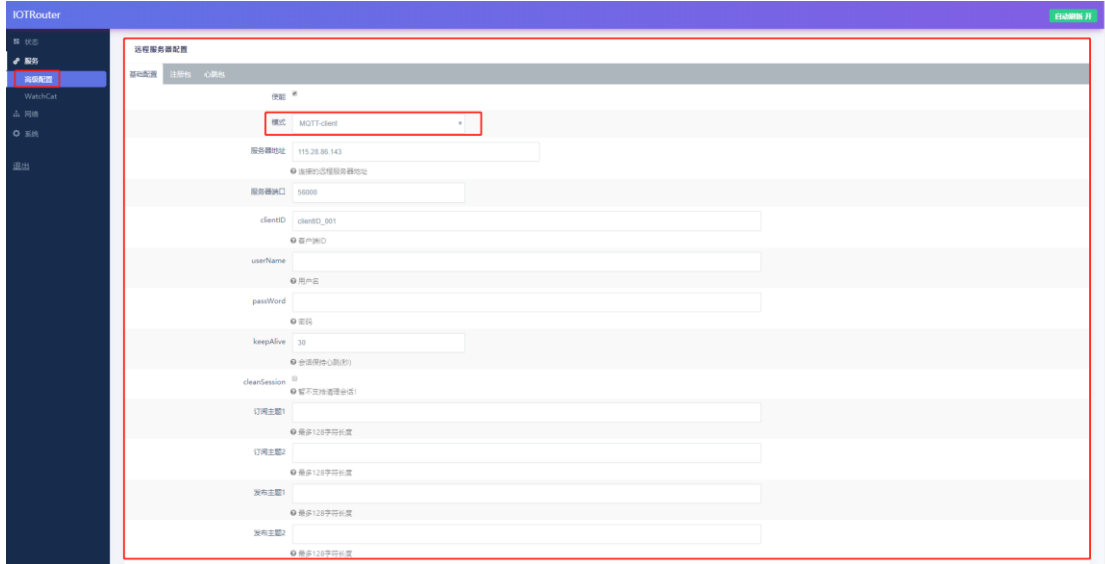 IOTRouter
自动刷新 开
状态
服务
高级配置
WatchCat
网络
系统
退出
远程服务器配置
基础配置 注册包 心跳包
使能
模式 MQTT-client
服务器地址 115.28.86.143
连接的远程服务器地址
服务器端口 56000
clientID clientID_001
客户端ID
userName
用户名
passWord
密码
keepAlive 30
会话保持心跳(秒)
cleanSession
暂不支持清理会话!
订阅主题1
最多128字符长度
订阅主题2
最多128字符长度
发布主题1
最多128字符长度
发布主题2
最多128字符长度